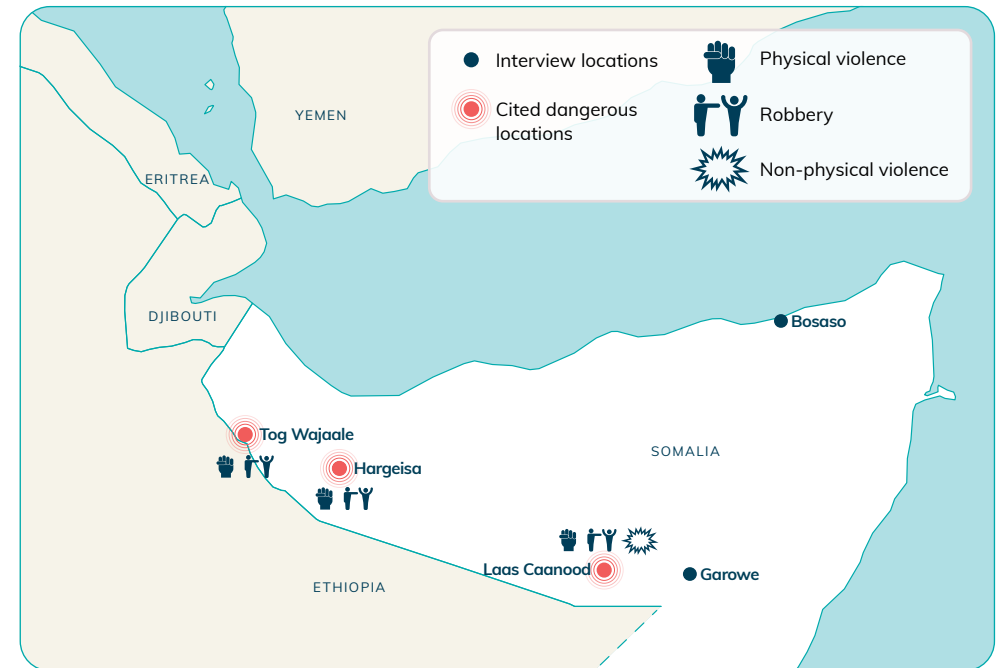 Interview locations
Cited dangerous
locations
Physical violence
Robbery
Non-physical violence
YEMEN
ERITREA
DJIBOUTI
Bosaso
Tog Wajaale
Hargeisa
SOMALIA
Laas Caanood
Garowe
ETHIOPIA